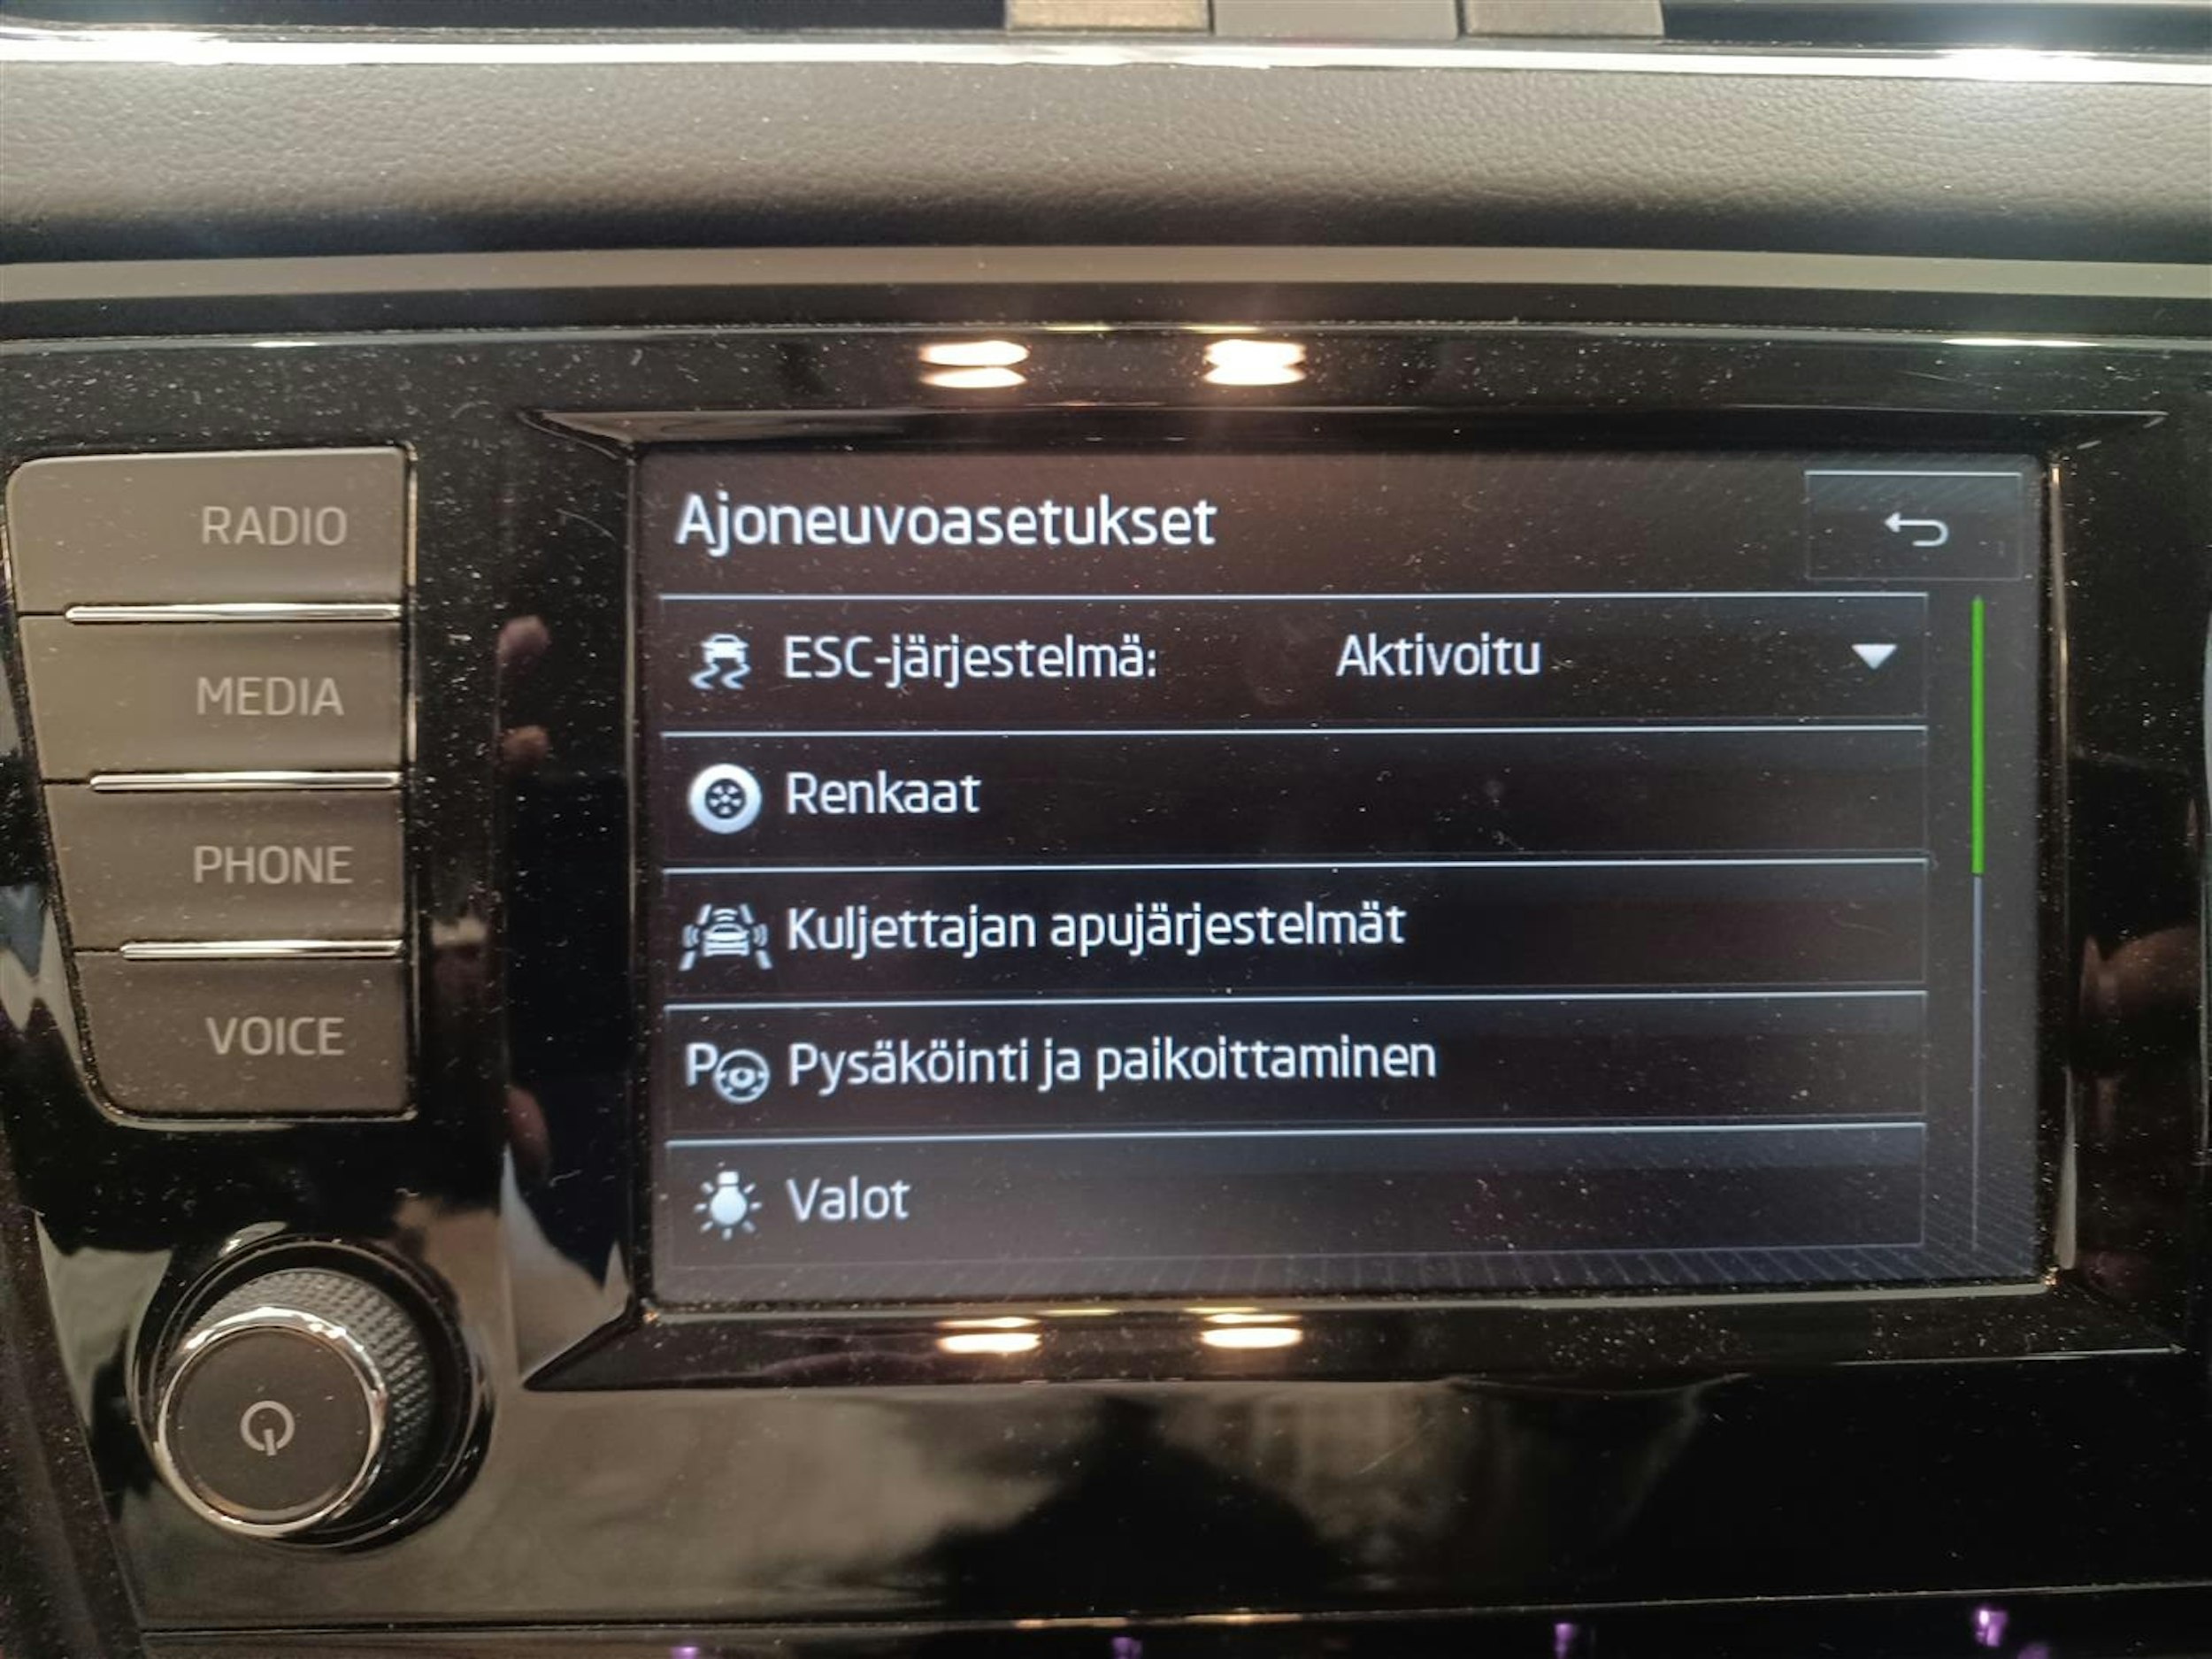 RADIO
MEDIA
PHONE
VOICE
Ajoneuvoasetukset
ESC-järjestelmä: Aktivoitu
Renkaat
Kuljettajan apujärjestelmät
P Pysäköinti ja paikoittaminen
Valot